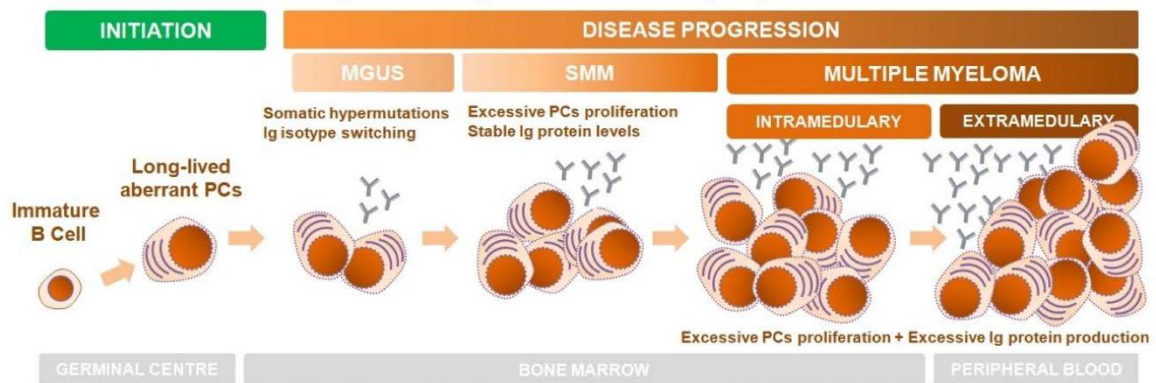 INITIATION
DISEASE PROGRESSION
MGUS
SMM
MULTIPLE MYELOMA
Somatic hypermutations
Ig isotype switching
Excessive PCs proliferation
Stable Ig protein levels
INTRAMEDULARY
EXTRAMEDULARY
Long-lived
aberrant PCs
Immature
B Cell
Excessive PCs proliferation + Excessive Ig protein production
GERMINAL CENTRE
BONE MARROW
PERIPHERAL BLOOD